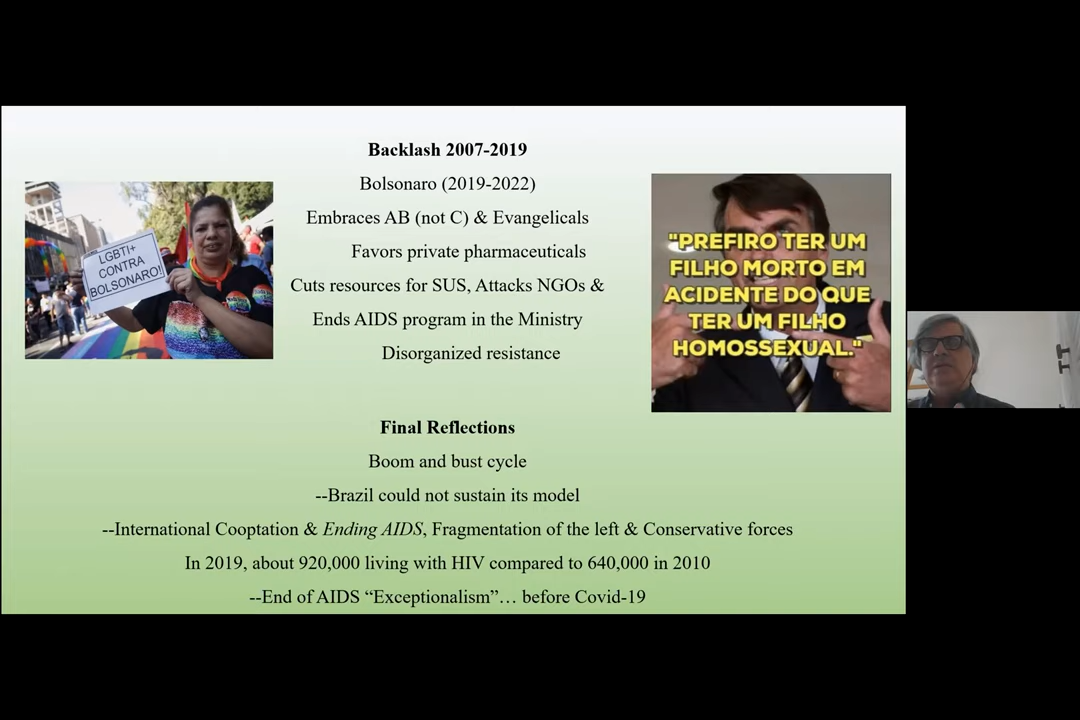 Backlash 2007-2019
Bolsonaro (2019-2022)
Embraces AB (not C) & Evangelicals
Favors private pharmaceuticals
Cuts resources for SUS, Attacks NGOs &
Ends AIDS program in the Ministry
Disorganized resistance
LGBTI+
CONTRA
BOLSONARO!
"PREFIRO TER UM
FILHO MORTO EM
ACIDENTE DO QUE
TER UM FILHO
HOMOSSEXUAL."
Final Reflections
Boom and bust cycle
--Brazil could not sustain its model
--International Cooptation & Ending AIDS, Fragmentation of the left & Conservative forces
In 2019, about 920,000 living with HIV compared to 640,000 in 2010
--End of AIDS “Exceptionalism”… before Covid-19